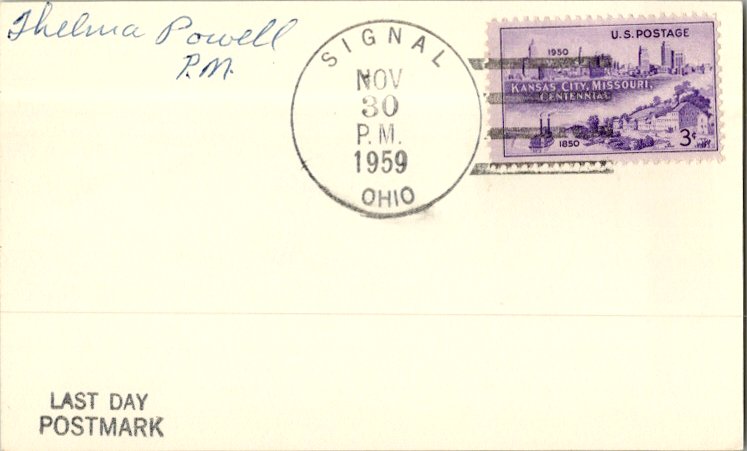 Thelma Powell
P.M.
SIGNAL
NOV
30
P.M.
1959
OHIO
U.S. POSTAGE
1950
KANSAS CITY, MISSOURI,
CENTENNIAL
1850
3¢
LAST DAY
POSTMARK